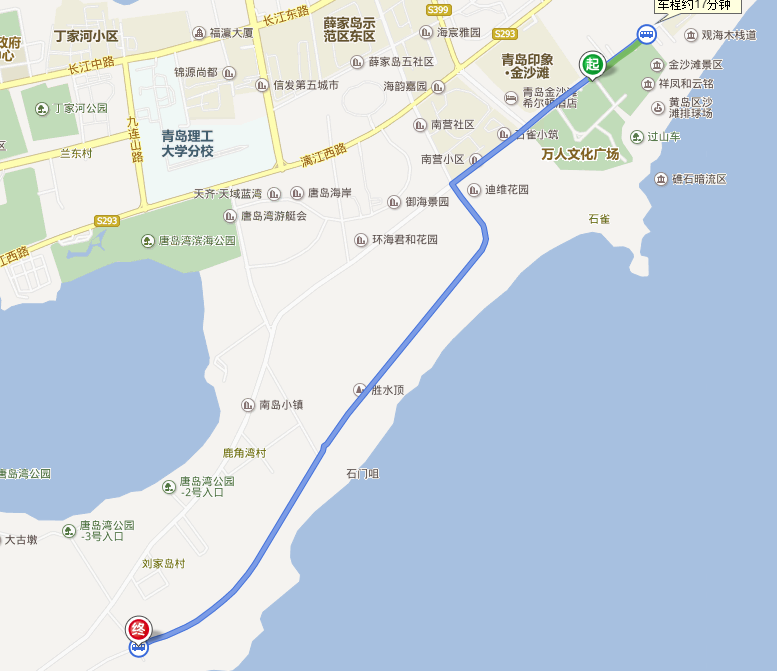 车程约17分钟
S399
长江东路
薛家岛示
范区东区
海宸雅园
观海木栈道
福瀛大厦
丁家河小区
政府
中心
S293
长江中路
锦源尚都
薛家岛五社区
青岛印象
·金沙滩
起
金沙滩景区
信发第五城市
海韵嘉园
祥凤和云铭
丁家河公园
青岛金沙滩
希尔顿酒店
黄岛区沙
滩排球场
九连山路
南营社区
石雀小筑
过山车
青岛理工
大学分校
兰东村
区
漓江西路
南营小区
万人文化广场
礁石暗流区
天齐·天域蓝湾
唐岛海岸
迪维花园
御海景园
S293
唐岛湾游艇会
石雀
唐岛湾滨海公园
环海君和花园
江西路
胜水顶
南岛小镇
鹿角湾村
唐岛湾公园
石门咀
唐岛湾公园
-2号入口
唐岛湾公园
-3号入口
大古墩
刘家岛村
终